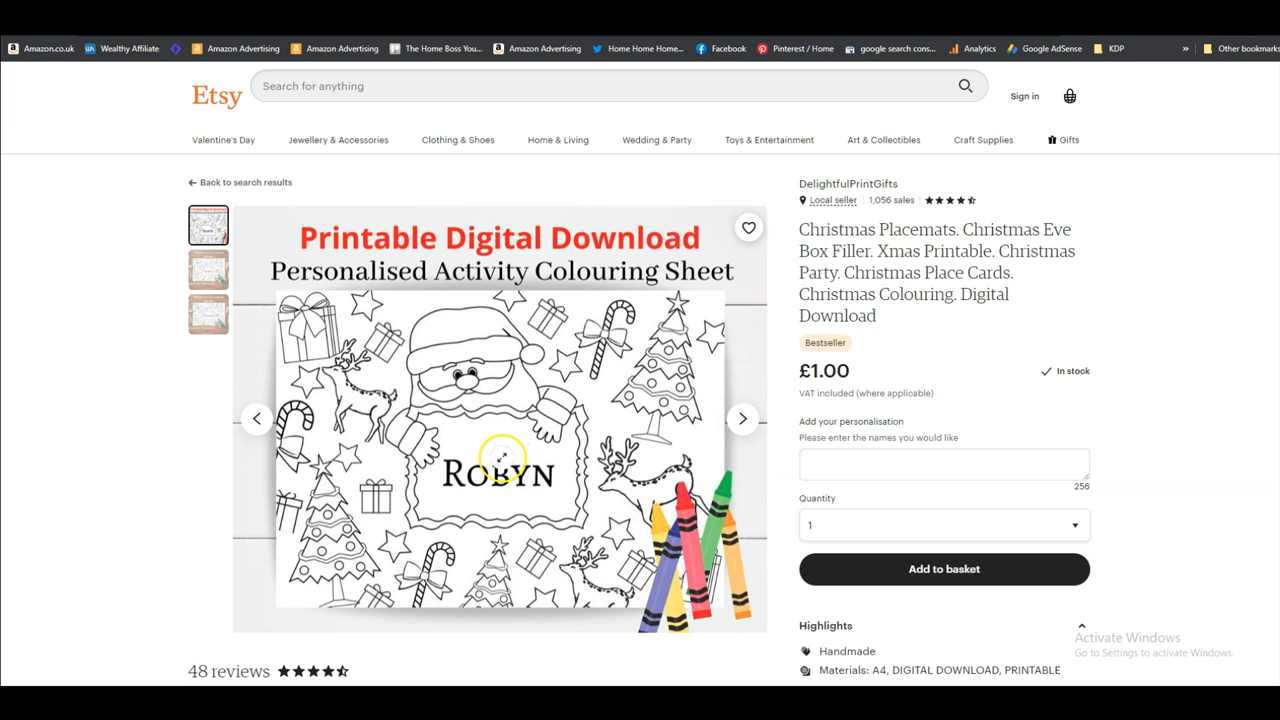 Amazon.co.uk Wealthy Affiliate Amazon Advertising Amazon Advertising The Home Boss You... Amazon Advertising Home Home Home... Facebook Pinterest / Home google search cons... Analytics Google AdSense KDP » Other bookmarks
Etsy
Search for anything
Sign in
Valentine's Day Jewellery & Accessories Clothing & Shoes Home & Living Wedding & Party Toys & Entertainment Art & Collectibles Craft Supplies Gifts
Back to search results
Printable Digital Download
Personalised Activity Colouring Sheet
ROBYN
48 reviews
DelightfulPrintGifts
Local seller 1,056 sales
Christmas Placemats. Christmas Eve
Box Filler. Xmas Printable. Christmas
Party. Christmas Place Cards.
Christmas Colouring. Digital
Download
Bestseller
£1.00 In stock
VAT included (where applicable)
Add your personalisation
Please enter the names you would like
256
Quantity
1
Add to basket
Highlights
Handmade
Materials: A4, DIGITAL DOWNLOAD, PRINTABLE
Activate Windows
Go to Settings to activate Windows.